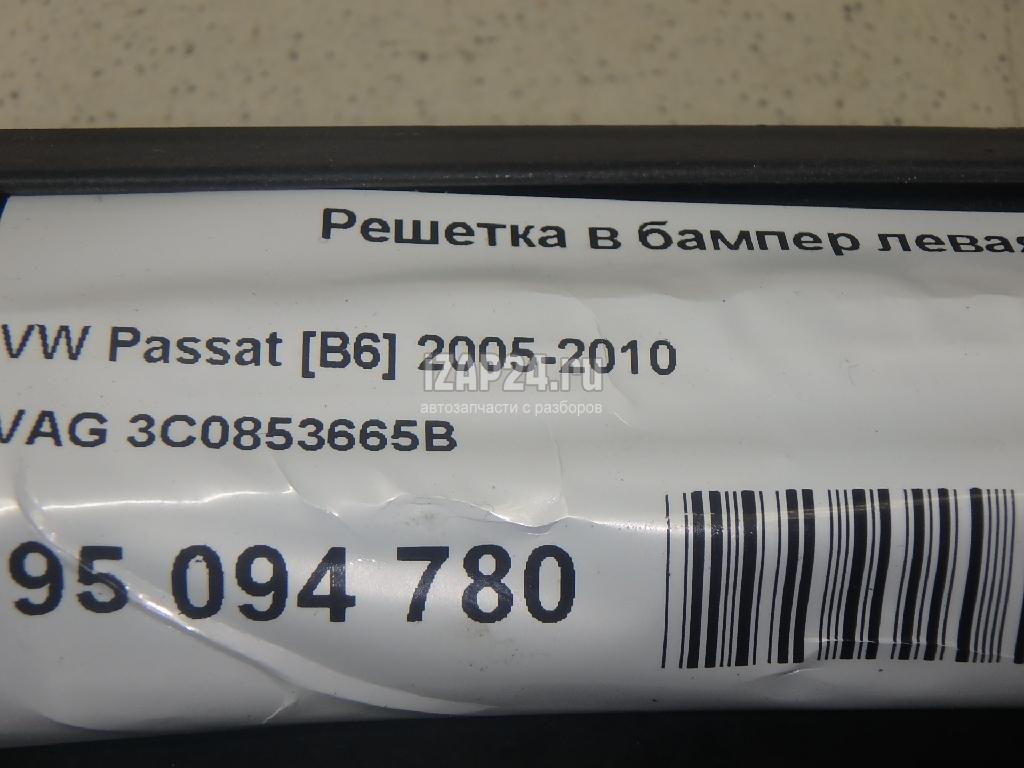 Решетка в бампер левая
VW Passat [B6] 2005-2010
iZAP24.ru
автозапчасти с разборов
VAG 3C0853665B
95 094 780